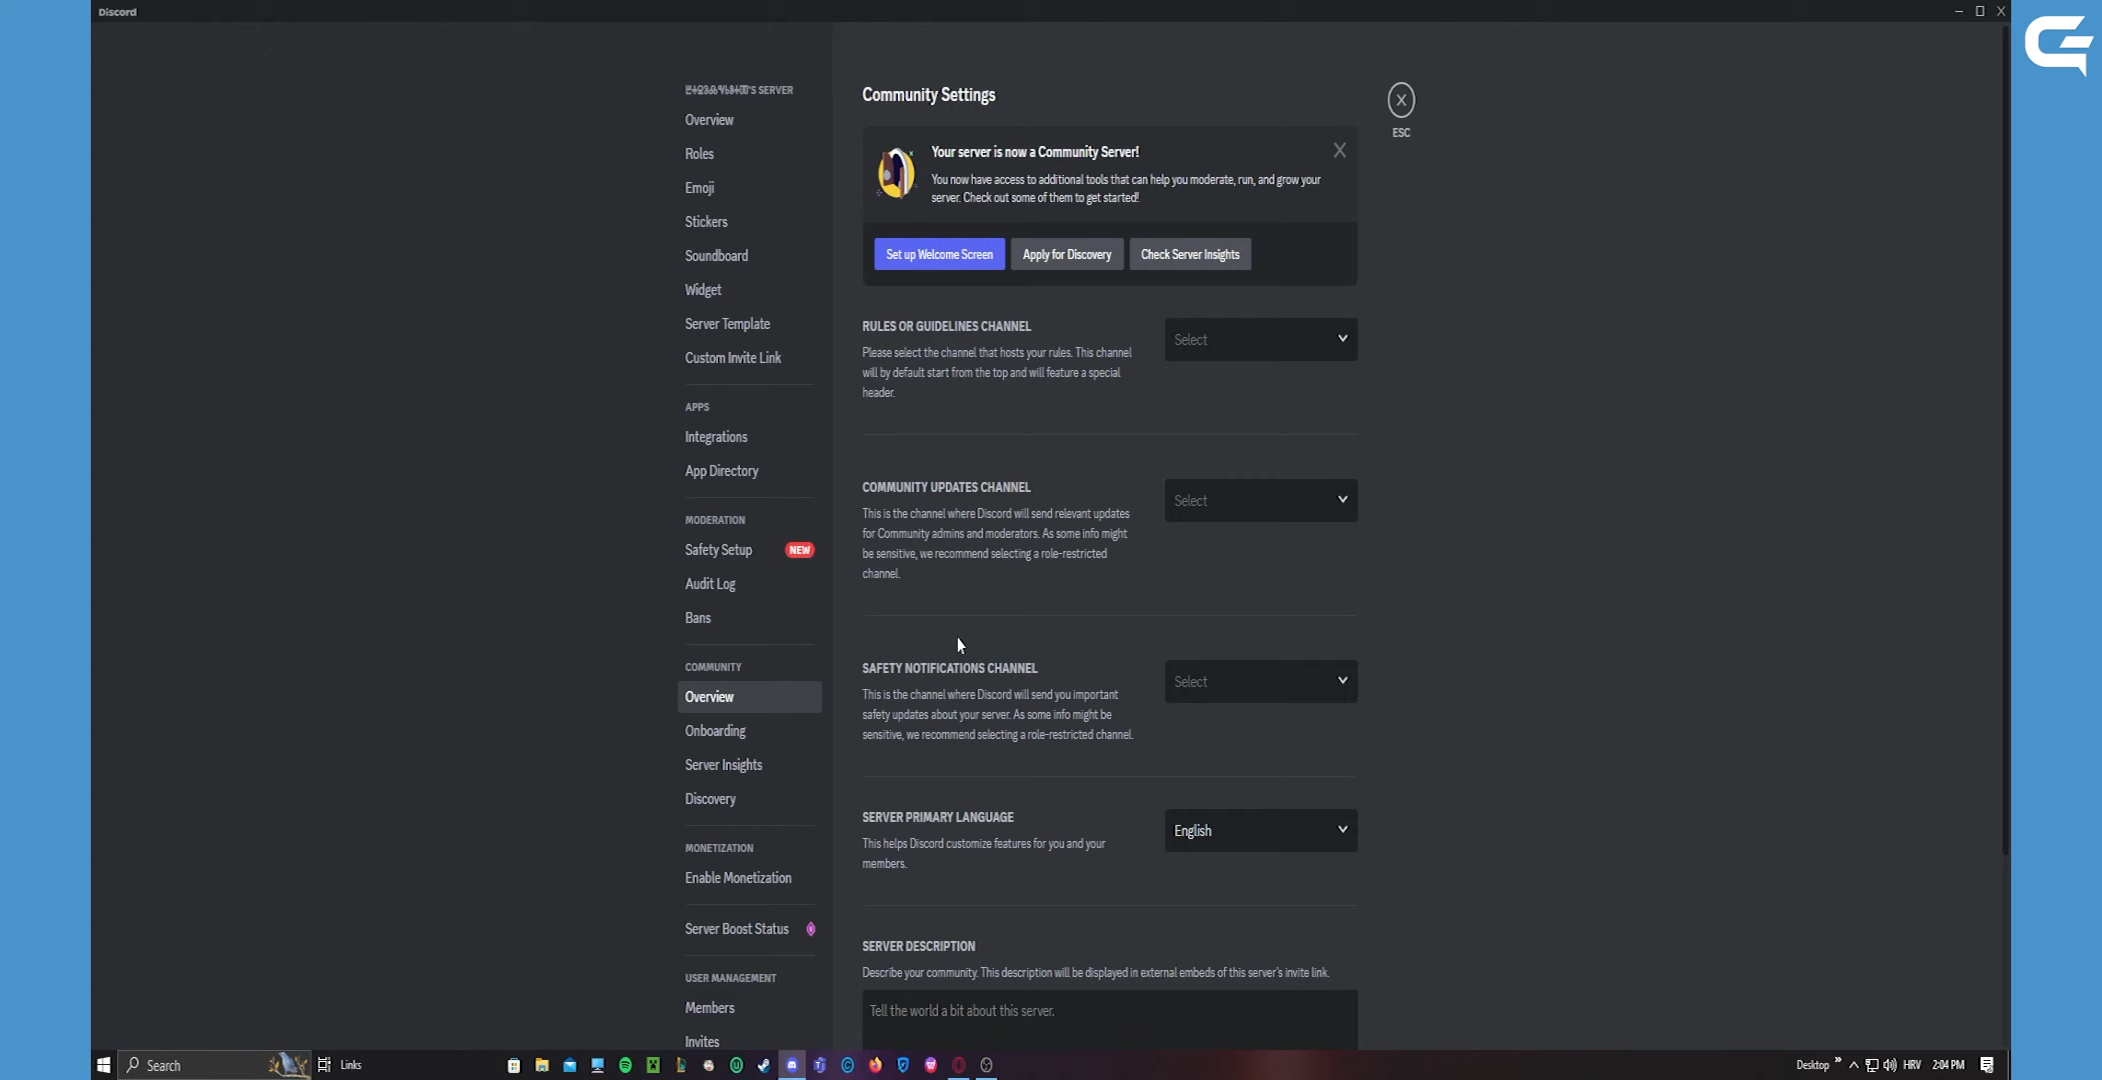 Discord
'S SERVER
Overview
Roles
Emoji
Stickers
Soundboard
Widget
Server Template
Custom Invite Link
APPS
Integrations
App Directory
MODERATION
Safety Setup NEW
Audit Log
Bans
COMMUNITY
Overview
Onboarding
Server Insights
Discovery
MONETIZATION
Enable Monetization
Server Boost Status
USER MANAGEMENT
Members
Invites
Community Settings
X
ESC
Your server is now a Community Server!
You now have access to additional tools that can help you moderate, run, and grow your
server. Check out some of them to get started!
Set up Welcome Screen Apply for Discovery Check Server Insights
RULES OR GUIDELINES CHANNEL
Please select the channel that hosts your rules. This channel
will by default start from the top and will feature a special
header.
Select
COMMUNITY UPDATES CHANNEL
This is the channel where Discord will send relevant updates
for Community admins and moderators. As some info might
be sensitive, we recommend selecting a role-restricted
channel.
Select
SAFETY NOTIFICATIONS CHANNEL
This is the channel where Discord will send you important
safety updates about your server. As some info might be
sensitive, we recommend selecting a role-restricted channel.
Select
SERVER PRIMARY LANGUAGE
This helps Discord customize features for you and your
members.
English
SERVER DESCRIPTION
Describe your community. This description will be displayed in external embeds of this server's invite link.
Tell the world a bit about this server.
Search Links Desktop HRV 2:04 PM